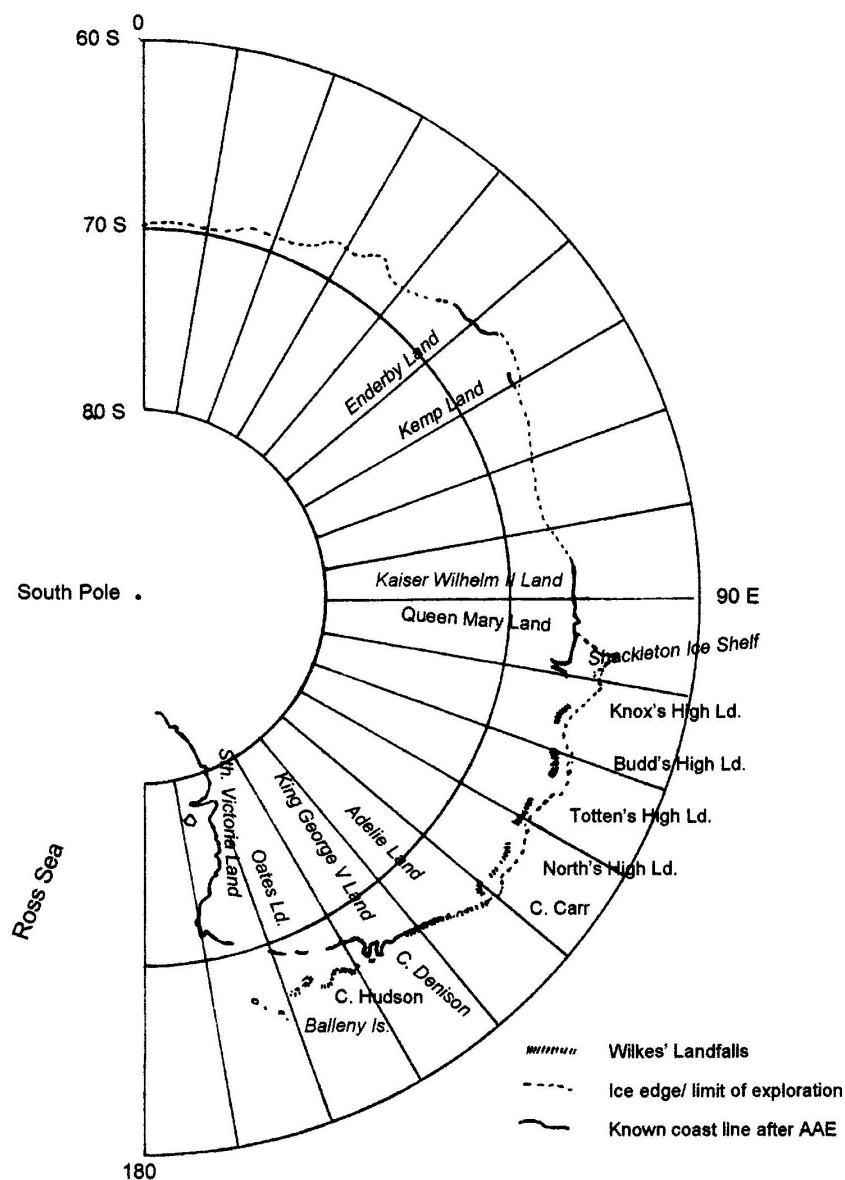 0
60 S
70 S
80 S
Enderby Land
Kemp Land
South Pole
Kaiser Wilhelm II Land
90 E
Queen Mary Land
Shackleton Ice Shelf
Knox's High Ld.
Budd's High Ld.
Totten's High Ld.
North's High Ld.
C. Carr
Adelie Land
King George V Land
Sth. Victoria Land
Oates Ld.
Ross Sea
C. Denison
C. Hudson
Balleny Is.
Wilkes' Landfalls
Ice edge/ limit of exploration
Known coast line after AAE
180